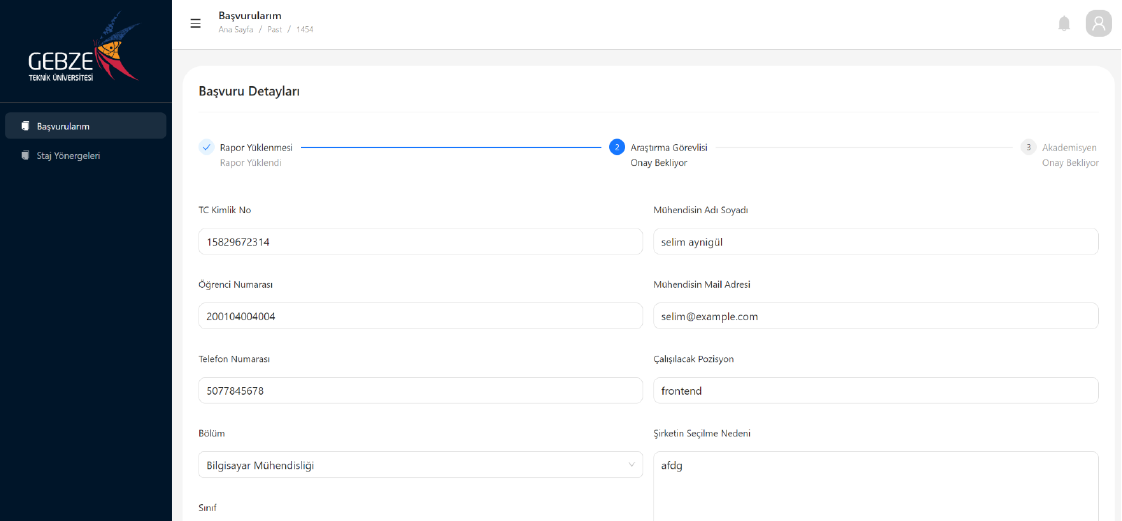 GEBZE
TEKNİK ÜNİVERSİTESİ
Başvurularım
Staj Yönergeleri
Başvurularım
Ana Sayfa / Past / 1454
Başvuru Detayları
Rapor Yüklenmesi
Rapor Yüklendi
2 Araştırma Görevlisi
Onay Bekliyor
3 Akademisyen
Onay Bekliyor
TC Kimlik No
15829672314
Mühendisin Adı Soyadı
selim aynigül
Öğrenci Numarası
200104004004
Mühendisin Mail Adresi
selim@example.com
Telefon Numarası
5077845678
Çalışılacak Pozisyon
frontend
Bölüm
Bilgisayar Mühendisliği
Şirketin Seçilme Nedeni
afdg
Sınıf